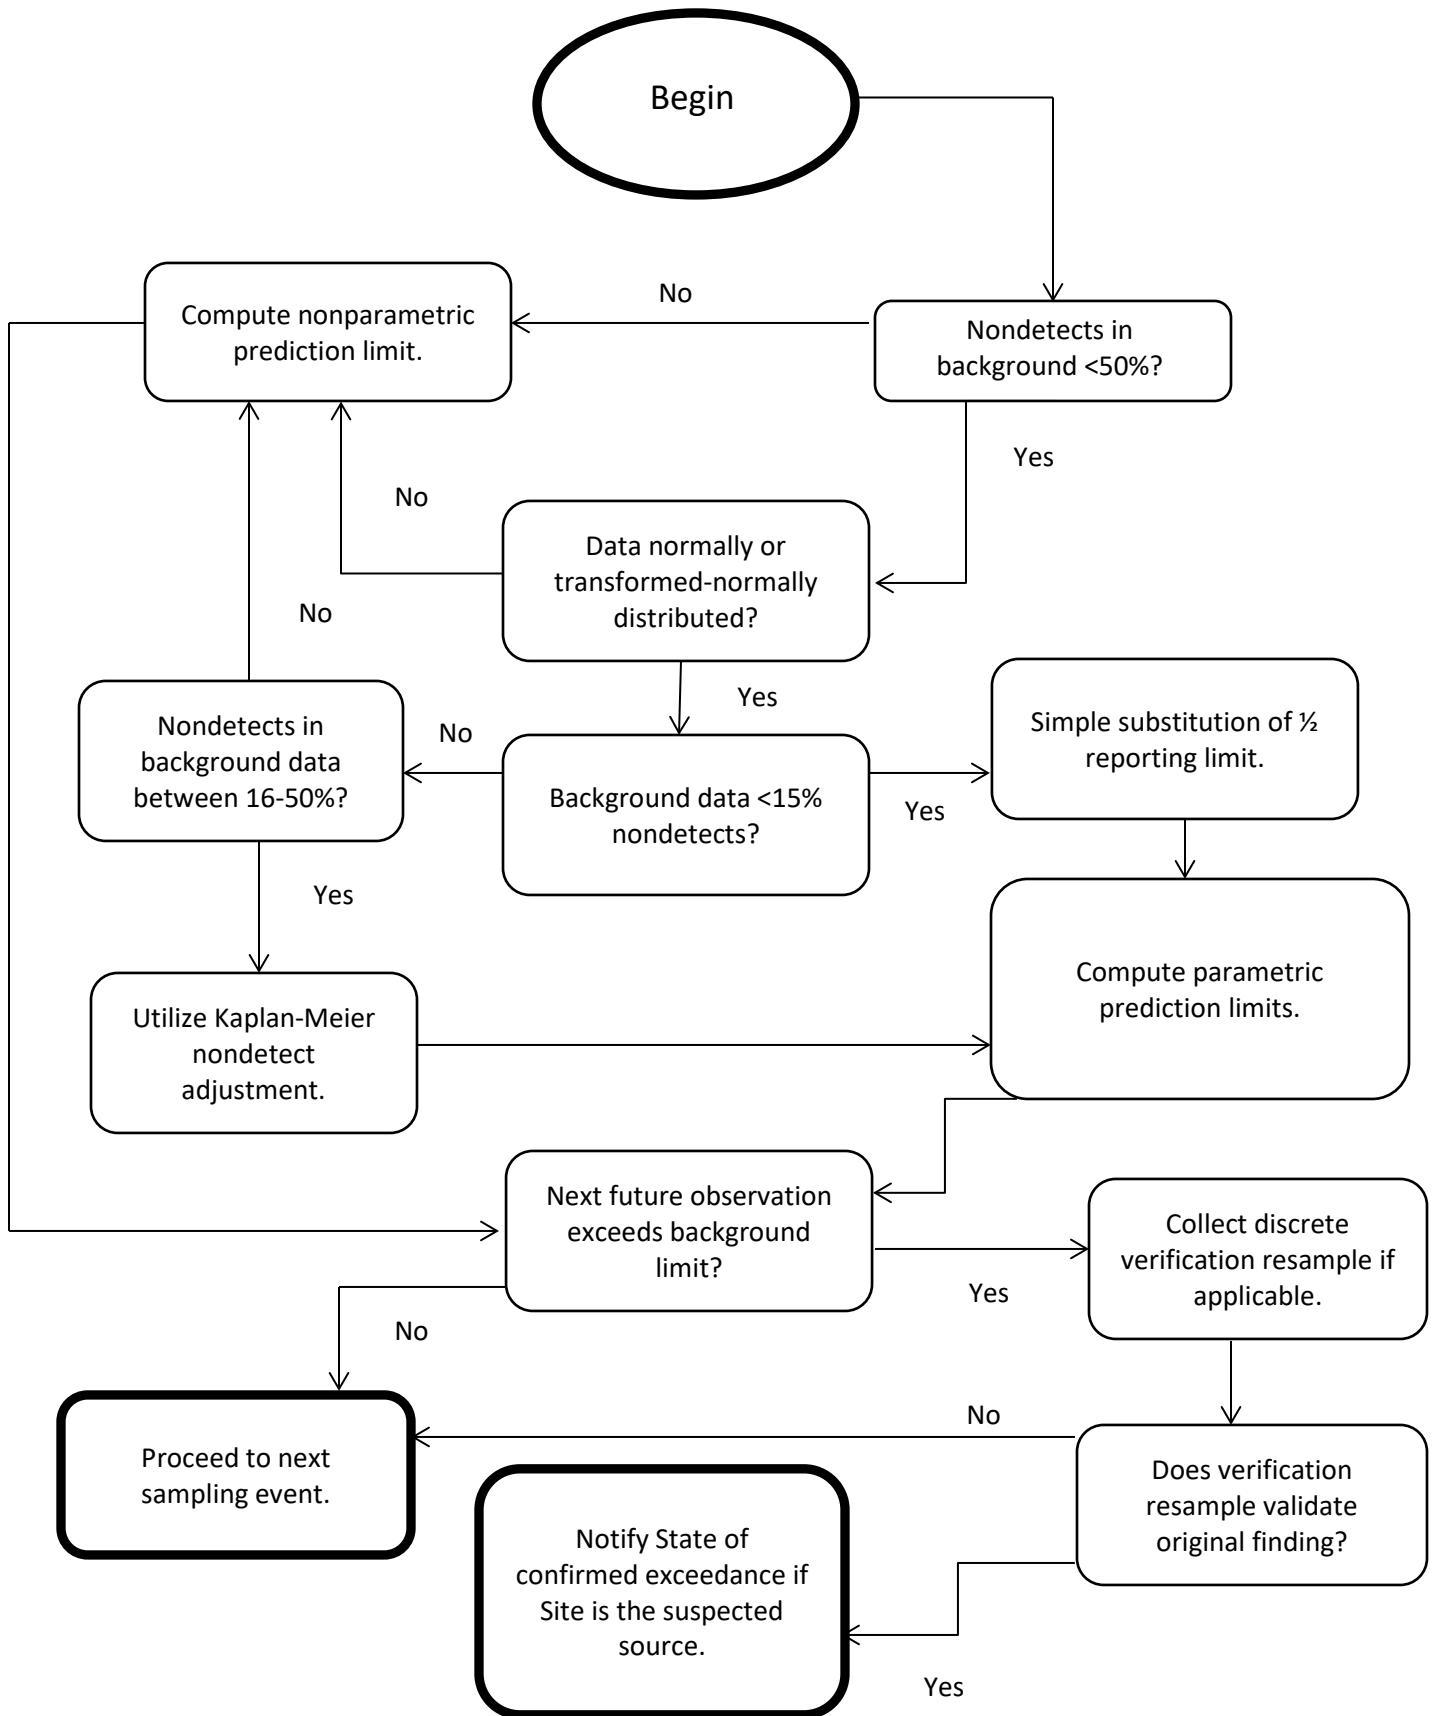 Begin
No
Compute nonparametric
prediction limit.
Nondetects in
background <50%?
Yes
No
Data normally or
transformed-normally
distributed?
No
Yes
Nondetects in
background data
between 16-50%?
No
Background data <15%
nondetects?
Yes
Simple substitution of ½
reporting limit.
Yes
Utilize Kaplan-Meier
nondetect
adjustment.
Compute parametric
prediction limits.
Next future observation
exceeds background
limit?
Yes
Collect discrete
verification resample if
applicable.
No
No
Proceed to next
sampling event.
Does verification
resample validate
original finding?
Notify State of
confirmed exceedance if
Site is the suspected
source.
Yes